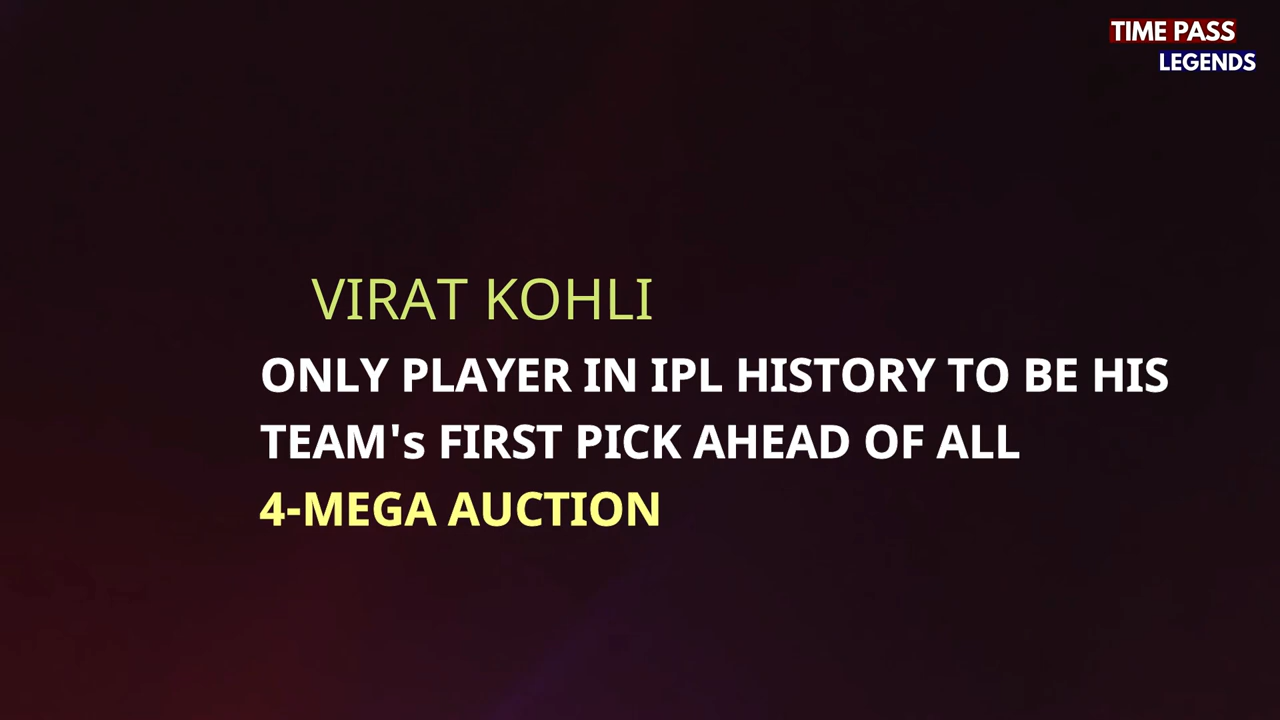 TIME PASS
LEGENDS
VIRAT KOHLI
ONLY PLAYER IN IPL HISTORY TO BE HIS
TEAM's FIRST PICK AHEAD OF ALL
4-MEGA AUCTION